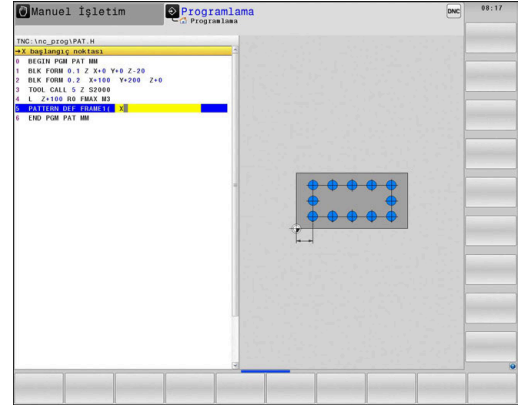 Manuel İşletim
Programlama
Programlama
DNC
08:17
TNC:\nc_prog\PAT.H
→X başlangıç noktası
0 BEGIN PGM PAT MM
1 BLK FORM 0.1 Z X+0 Y+0 Z-20
2 BLK FORM 0.2 X+100 Y+200 Z+0
3 TOOL CALL 5 Z S2000
4 L Z+100 R0 FMAX M3
5 PATTERN DEF FRAME1( X
6 END PGM PAT MM